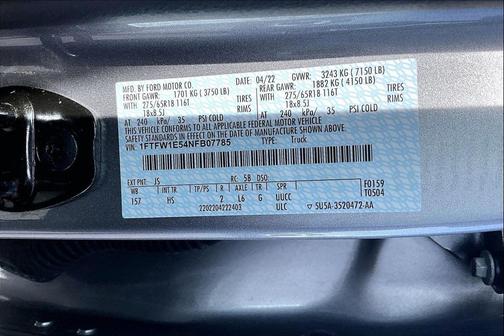 MFD. BY FORD MOTOR CO.
04/22 GVWR: 3243 KG (7150 LB)
FRONT GAWR: 1701 KG (3750 LB) REAR GAWR: 1882 KG (4150 LB)
WITH 275/65R18 116T TIRES WITH 275/65R18 116T TIRES
18x8.5J RIMS 18x8.5J RIMS
AT 240 kPa/ 35 PSI COLD AT 240 kPa/ 35 PSI COLD
THIS VEHICLE CONFORMS TO ALL APPLICABLE FEDERAL MOTOR VEHICLE
SAFETY STANDARDS IN EFFECT ON THE DATE OF MANUFACTURE SHOWN ABOVE.
VIN: 1FTFW1E54NFB07785 TYPE: Truck
EXT PNT: JS RC: 5B DSO:
WB INT TR TP/PS R AXLE TR SPR
157 HS 2 L6 G UUCC
2202204222403 ULC
F0159
T0504
5U5A-3520472-AA